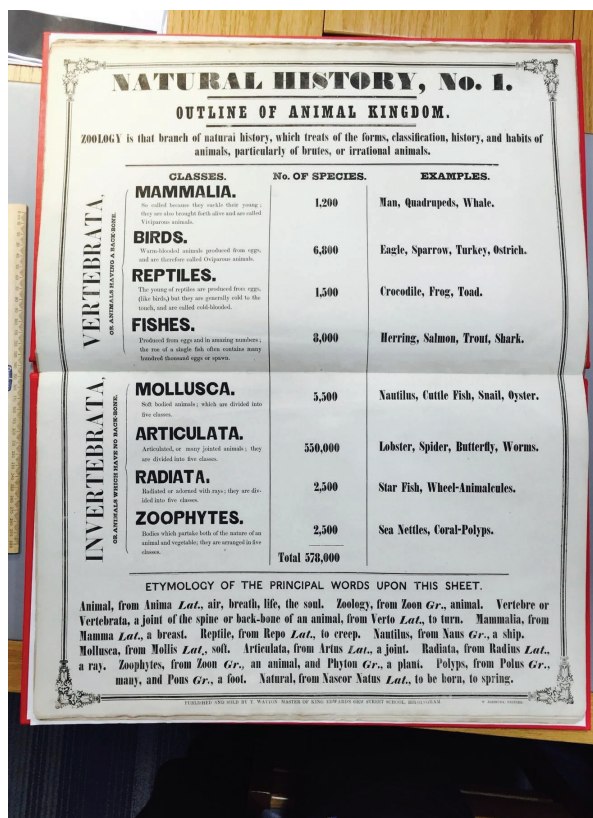 NATURAL HISTORY, No. 1.
OUTLINE OF ANIMAL KINGDOM.
ZOOLOGY is that branch of natural history, which treats of the forms, classification, history, and habits of
animals, particularly of brutes, or irrational animals.
CLASSES. No. OF SPECIES. EXAMPLES.
VERTEBRATA,
OR ANIMALS HAVING A BACK-BONE.
MAMMALIA. 1,200 Man, Quadrupeds, Whale.
So called because they suckle their young;
they are also brought forth alive and are called
Viviparous animals.
BIRDS. 6,800 Eagle, Sparrow, Turkey, Ostrich.
Warm-blooded animals produced from eggs,
and are therefore called Oviparous animals.
REPTILES. 1,500 Crocodile, Frog, Toad.
The young of reptiles are produced from eggs,
(like birds,) but they are generally cold to the
touch, and are called cold-blooded.
FISHES. 8,000 Herring, Salmon, Trout, Shark.
Produced from eggs and in amazing numbers;
the roe of a single fish often contains many
hundred thousand eggs or spawn.
INVERTEBRATA,
OR ANIMALS WHICH HAVE NO BACK-BONE.
MOLLUSCA. 5,500 Nautilus, Cuttle Fish, Snail, Oyster.
Soft bodied animals; which are divided into
five classes.
ARTICULATA. 550,000 Lobster, Spider, Butterfly, Worms.
Articulated, or many jointed animals; they
are divided into five classes.
RADIATA. 2,500 Star Fish, Wheel-Animalcules.
Radiated or adorned with rays; they are div-
ided into five classes.
ZOOPHYTES. 2,500 Sea Nettles, Coral-Polyps.
Bodies which partake both of the nature of an
animal and vegetable; they are arranged in five
classes.
Total 578,000
ETYMOLOGY OF THE PRINCIPAL WORDS UPON THIS SHEET.
Animal, from Anima Lat., air, breath, life, the soul. Zoology, from Zoon Gr., animal. Vertebre or
Vertebrata, a joint of the spine or back-bone of an animal, from Verto Lat., to turn. Mammalia, from
Mamma Lat., a breast. Reptile, from Repo Lat., to creep. Nautilus, from Naus Gr., a ship.
Mollusca, from Mollis Lat., soft. Articulata, from Artus Lat., a joint. Radiata, from Radius Lat.,
a ray. Zoophytes, from Zoon Gr., an animal, and Phyton Gr., a plant. Polyps, from Polus Gr.,
many, and Pous Gr., a foot. Natural, from Nascor Natus Lat., to be born, to spring.
PUBLISHED AND SOLD BY T. WATTON MASTER OF KING EDWARDS STREET SCHOOL, BIRMINGHAM